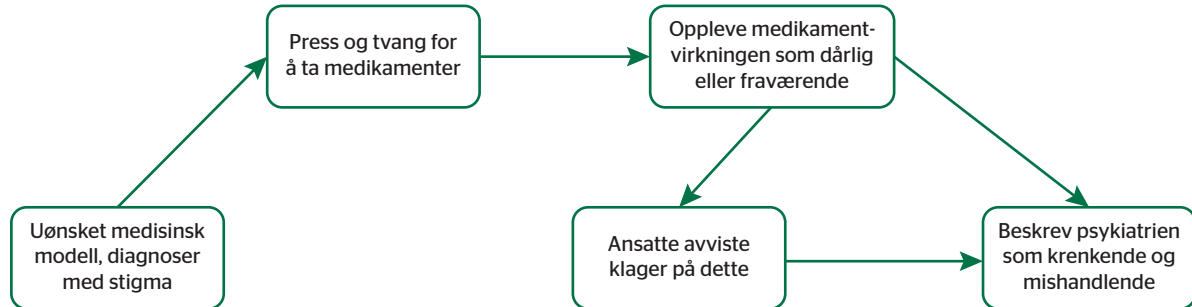 Press og tvang for
å ta medikamenter
Oppleve medikament-
virkningen som dårlig
eller fraværende
Uønsket medisinsk
modell, diagnoser
med stigma
Ansatte avviste
klager på dette
Beskrev psykiatrien
som krenkende og
mishandlende